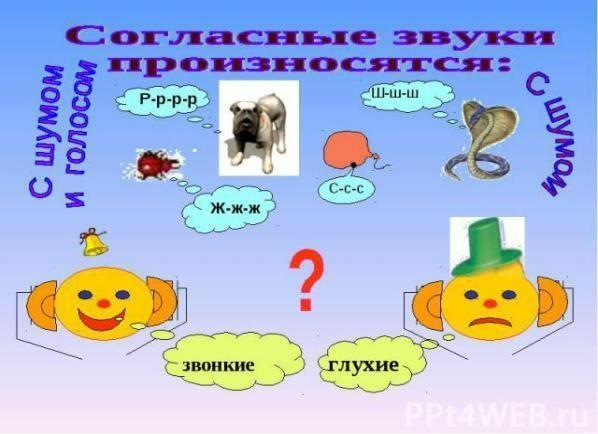 Согласные звуки
произносятся:
С шумом
и голосом
С шумом
Р-р-р-р
Ш-ш-ш
С-с-с
Ж-ж-ж
?
звонкие
глухие
PPt4WEB.ru